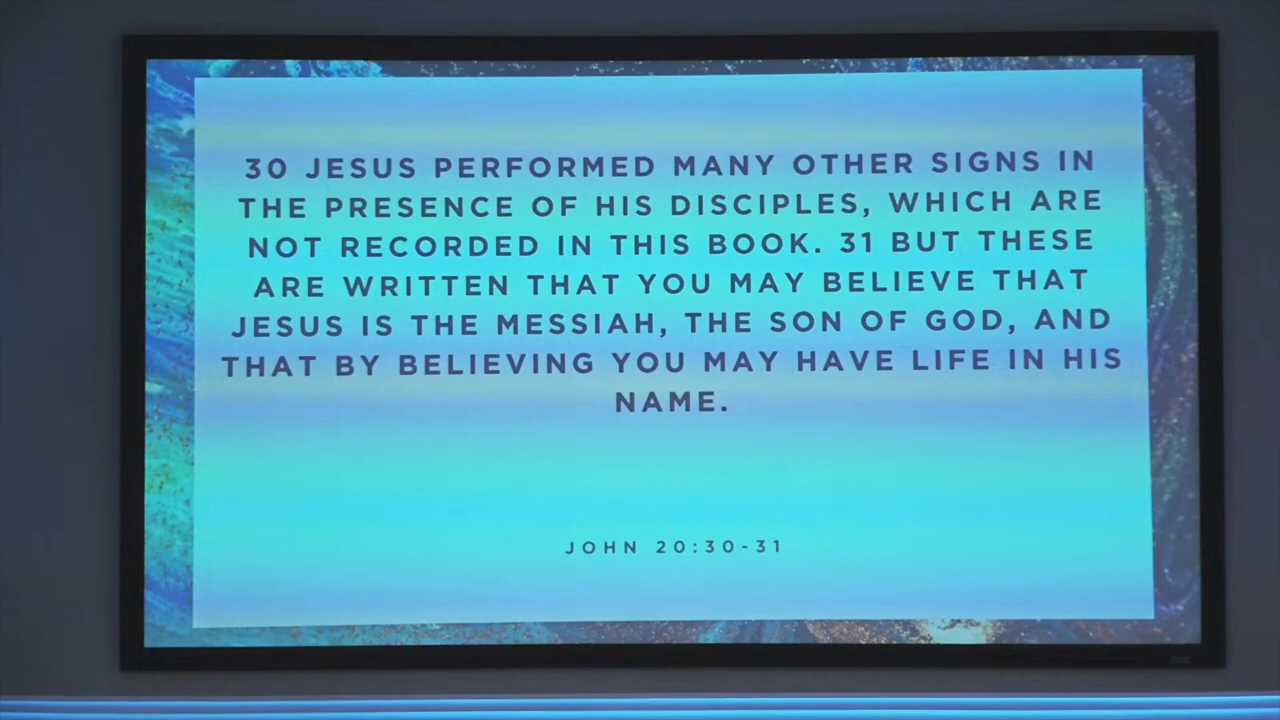 30 JESUS PERFORMED MANY OTHER SIGNS IN
THE PRESENCE OF HIS DISCIPLES, WHICH ARE
NOT RECORDED IN THIS BOOK. 31 BUT THESE
ARE WRITTEN THAT YOU MAY BELIEVE THAT
JESUS IS THE MESSIAH, THE SON OF GOD, AND
THAT BY BELIEVING YOU MAY HAVE LIFE IN HIS
NAME.
JOHN 20:30-31